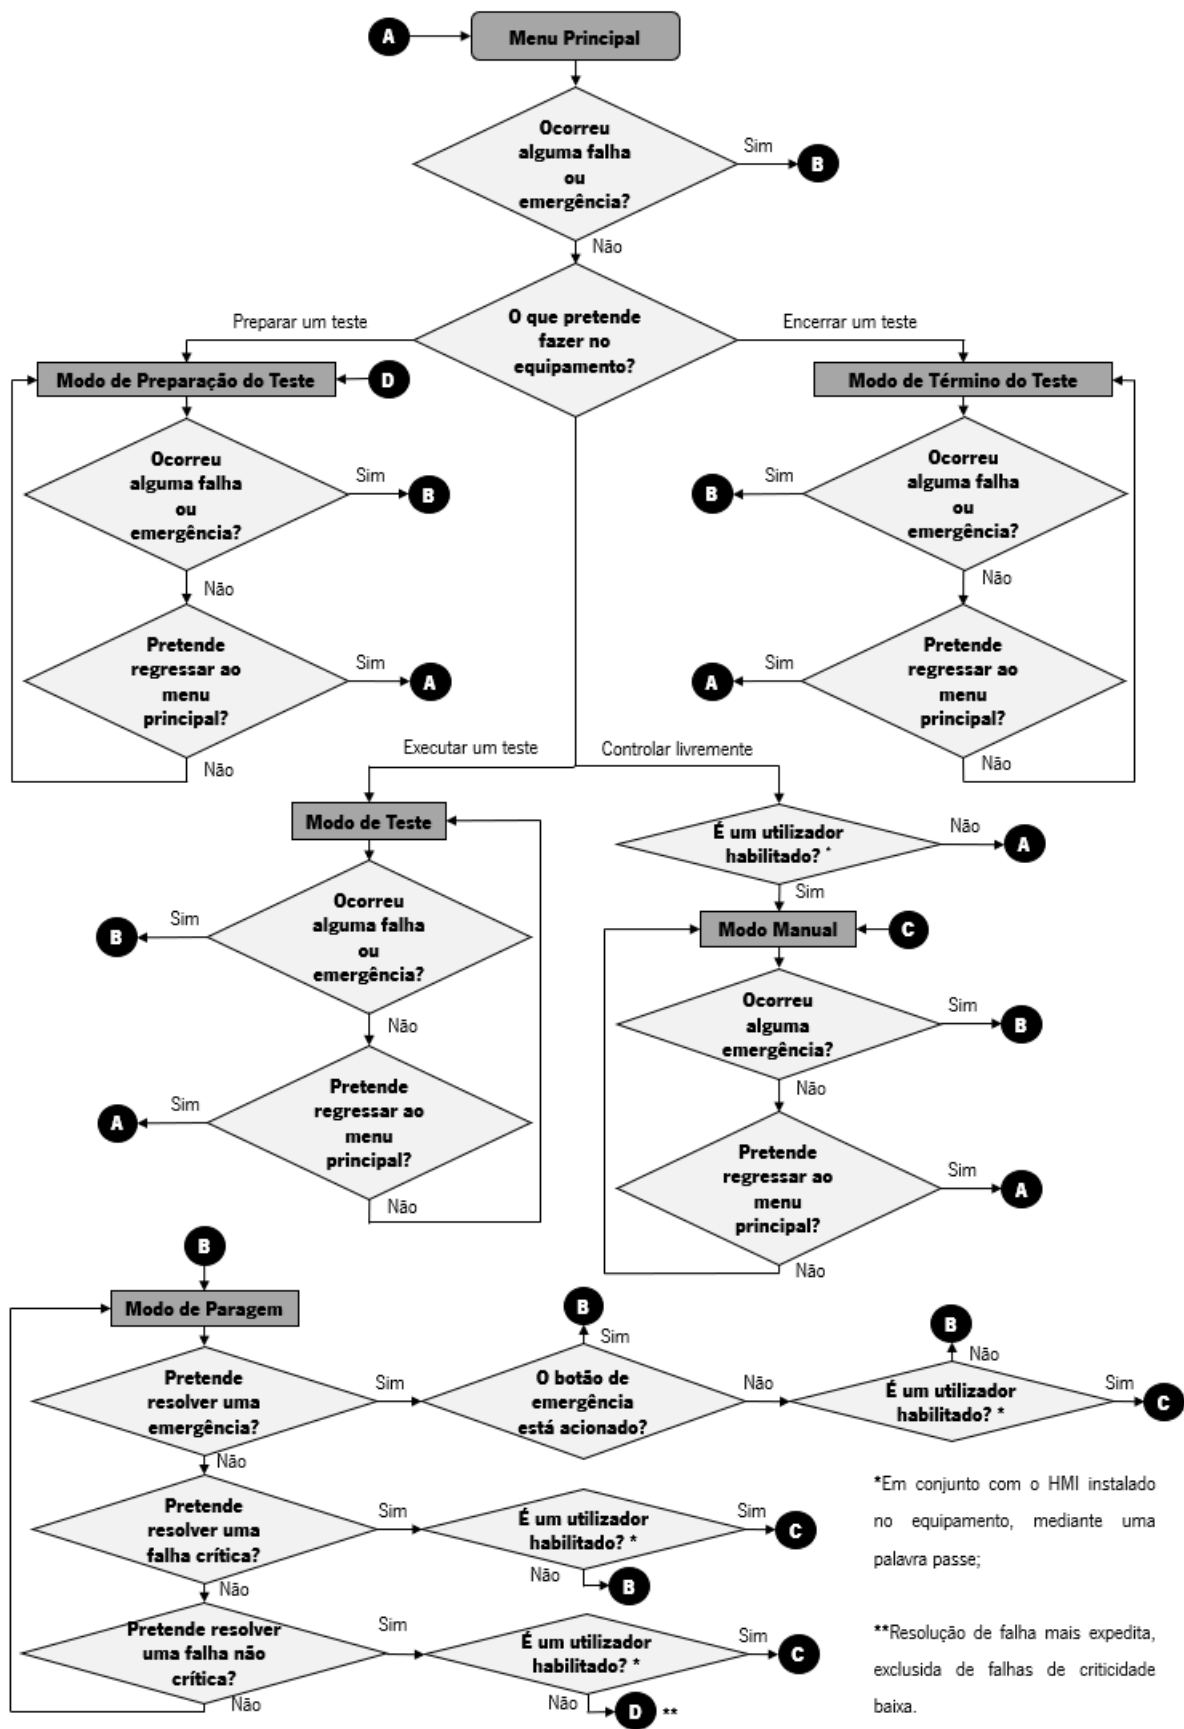 A
Menu Principal
Ocorreu
alguma falha
ou
emergência?
Sim
B
Não
O que pretende
fazer no
equipamento?
Preparar um teste
Encerrar um teste
Modo de Preparação do Teste
D
Ocorreu
alguma falha
ou
emergência?
Sim
B
Não
Pretende
regressar ao
menu
principal?
Sim
A
Não
Modo de Término do Teste
Ocorreu
alguma falha
ou
emergência?
Sim
B
Não
Pretende
regressar ao
menu
principal?
Sim
A
Não
Executar um teste
Controlar livremente
Modo de Teste
Ocorreu
alguma falha
ou
emergência?
Sim
B
Não
Pretende
regressar ao
menu
principal?
Sim
A
Não
É um utilizador
habilitado? *
Não
A
Sim
Modo Manual
C
Ocorreu
alguma
emergência?
Sim
B
Não
Pretende
regressar ao
menu
principal?
Sim
A
Não
B
Modo de Paragem
Pretende
resolver uma
emergência?
Sim
O botão de
emergência
está acionado?
Sim
B
Não
É um utilizador
habilitado? *
Não
B
Sim
C
Não
Pretende
resolver uma
falha crítica?
Sim
É um utilizador
habilitado? *
Sim
C
Não
B
Não
Pretende resolver
uma falha não
crítica?
Sim
É um utilizador
habilitado? *
Sim
C
Não
D **
Não
*Em conjunto com o HMI instalado
no equipamento, mediante uma
palavra passe;
**Resolução de falha mais expedita,
exclusida de falhas de criticidade
baixa.